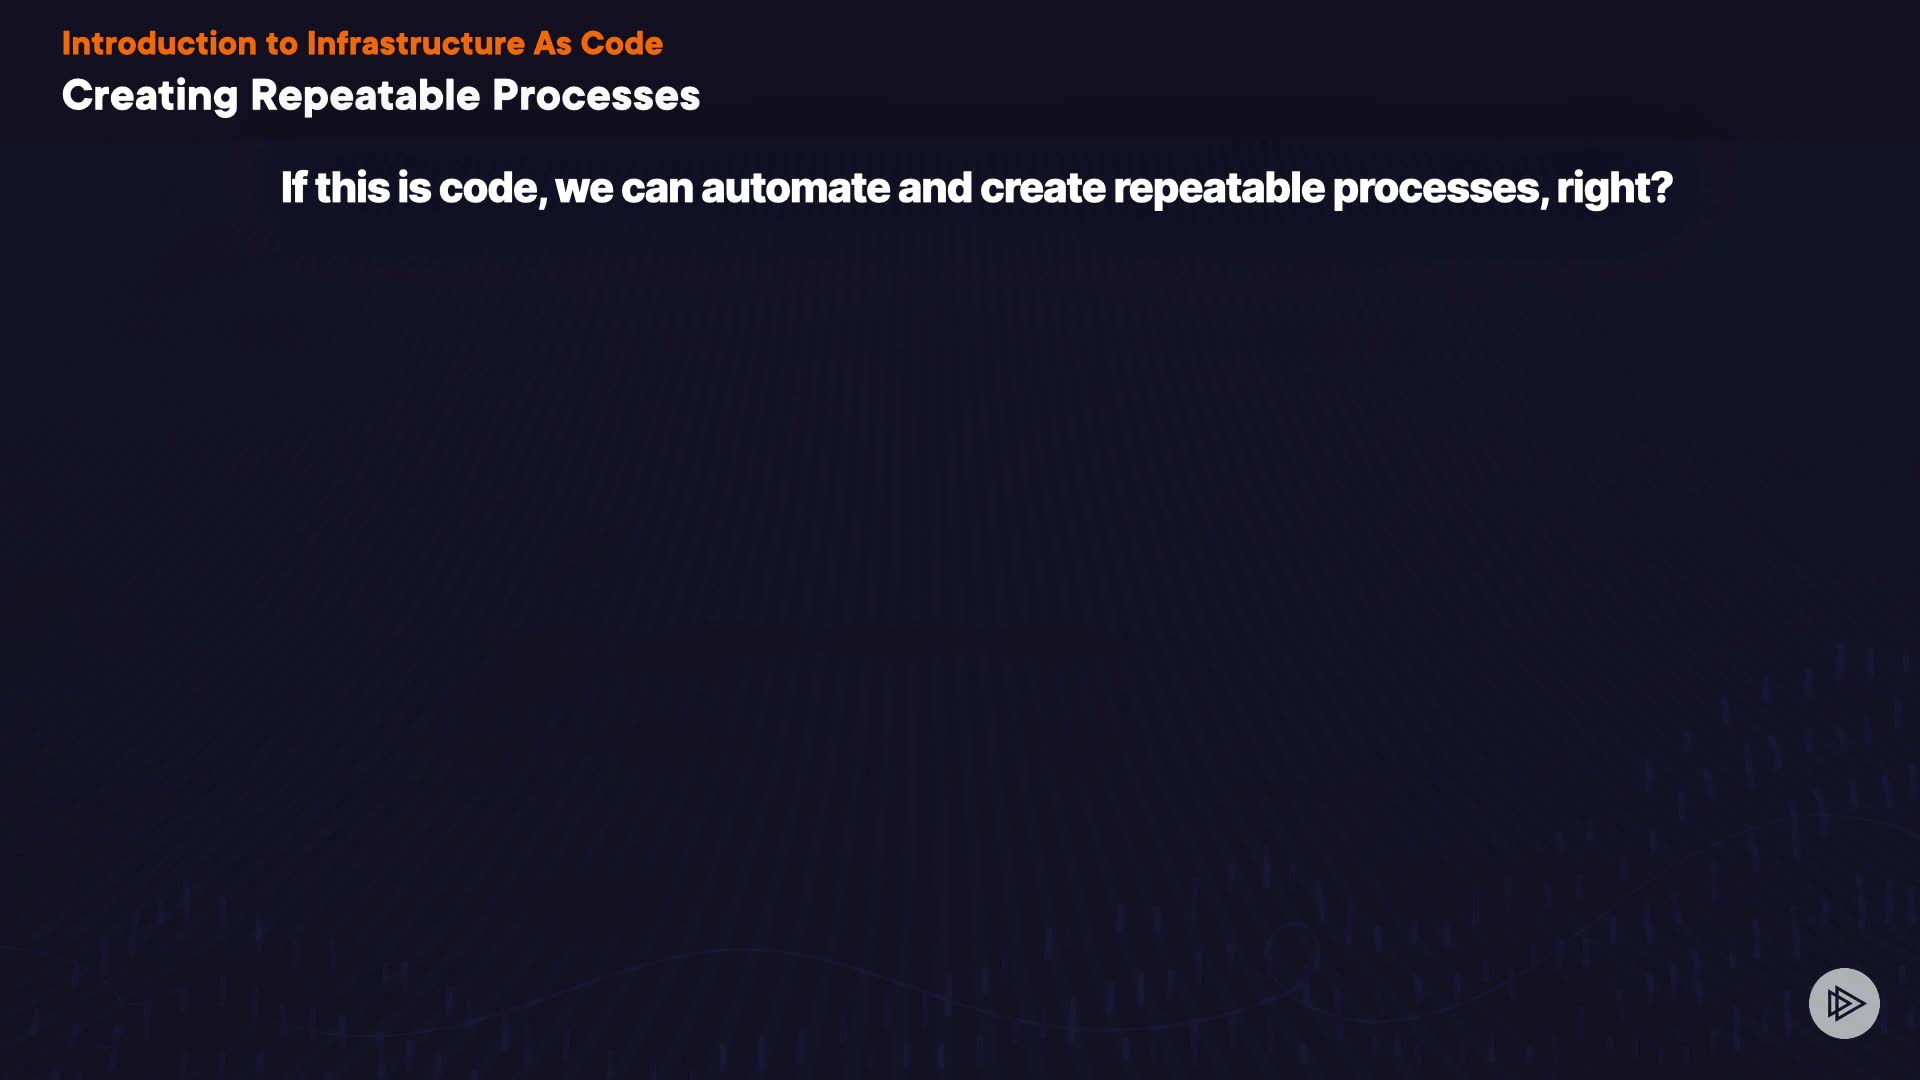 Introduction to Infrastructure As Code
Creating Repeatable Processes
If this is code, we can automate and create repeatable processes, right?